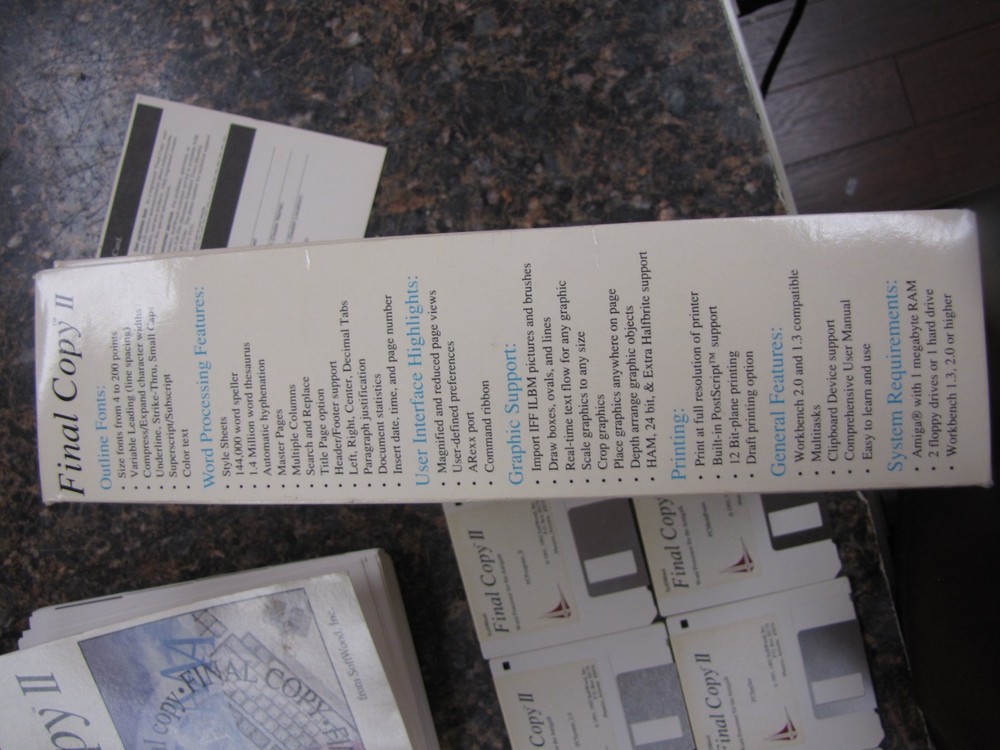 Final Copy™ II
Outline Fonts:
• Size fonts from 4 to 200 points
• Variable Leading (line spacing)
• Compress/Expand character widths
• Underline, Strike-Thru, Small Caps
• Superscript/Subscript
• Color text
Word Processing Features:
• Style Sheets
• 144,000 word speller
• 1.4 Million word thesaurus
• Automatic hyphenation
• Master Pages
• Multiple Columns
• Search and Replace
• Title Page option
• Header/Footer support
• Left, Right, Center, Decimal Tabs
• Paragraph justification
• Document statistics
• Insert date, time, and page number
User Interface Highlights:
• Magnified and reduced page views
• User-defined preferences
• ARexx port
• Command ribbon
Graphic Support:
• Import IFF ILBM pictures and brushes
• Draw boxes, ovals, and lines
• Real-time text flow for any graphic
• Scale graphics to any size
• Crop graphics
• Place graphics anywhere on page
• Depth arrange graphic objects
• HAM, 24 bit, & Extra Halfbrite support
Printing:
• Print at full resolution of printer
• Built-in PostScript™ support
• 12 Bit-plane printing
• Draft printing option
General Features:
• Workbench 2.0 and 1.3 compatible
• Multitasks
• Clipboard Device support
• Comprehensive User Manual
• Easy to learn and use
System Requirements:
• Amiga® with 1 megabyte RAM
• 2 floppy drives or 1 hard drive
• Workbench 1.3, 2.0 or higher
Card
Final Copy II
Final Copy II
Copy II
Final Copy II
py II
FINAL COPY
from SoftWood, Inc.